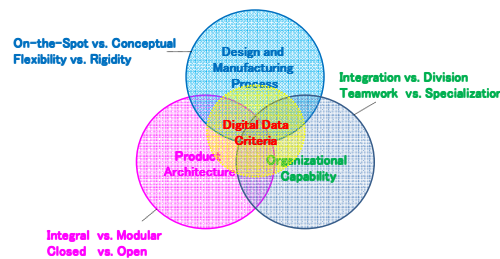 On-the-Spot vs. Conceptual
Flexibility vs. Rigidity
Design and
Manufacturing
Process
Integration vs. Division
Teamwork vs. Specialization
Digital Data
Criteria
Product
Architecture
Organizational
Capability
Integral vs. Modular
Closed vs. Open